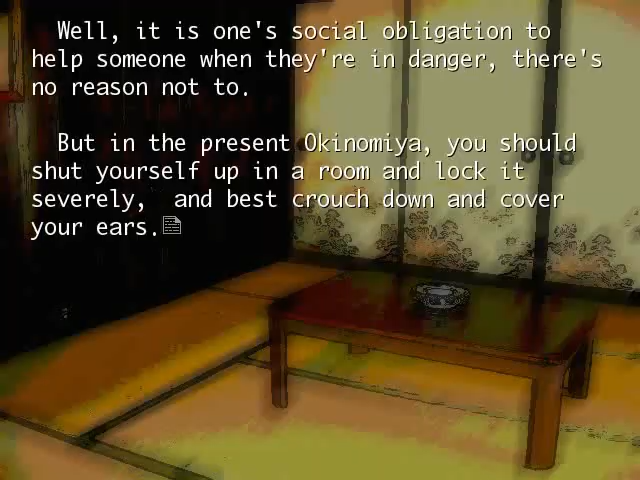 Well, it is one's social obligation to
help someone when they're in danger, there's
no reason not to.
But in the present Okinomiya, you should
shut yourself up in a room and lock it
severely,  and best crouch down and cover
your ears.